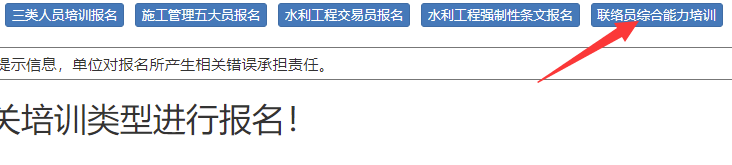 三类人员培训报名 施工管理五大员报名 水利工程交易员报名 水利工程强制性条文报名 联络员综合能力培训
提示信息，单位对报名所产生相关错误承担责任。
关培训类型进行报名！